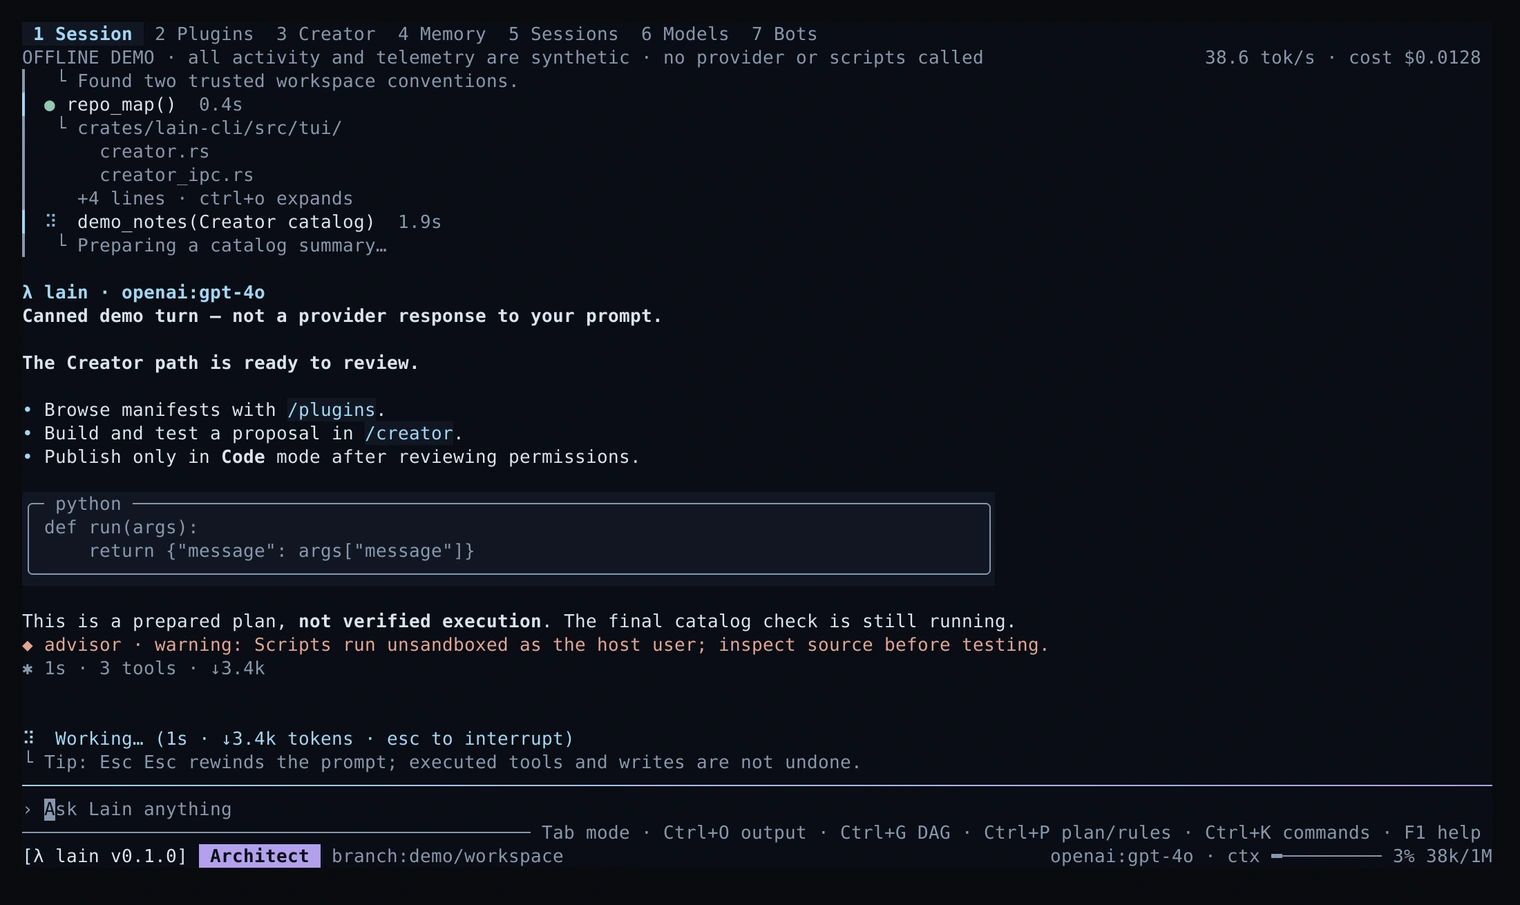 1 Session  2 Plugins  3 Creator  4 Memory  5 Sessions  6 Models  7 Bots
OFFLINE DEMO · all activity and telemetry are synthetic · no provider or scripts called  38.6 tok/s · cost $0.0128
└ Found two trusted workspace conventions.
● repo_map()  0.4s
└ crates/lain-cli/src/tui/
creator.rs
creator_ipc.rs
+4 lines · ctrl+o expands
⠽ demo_notes(Creator catalog)  1.9s
└ Preparing a catalog summary…
λ lain · openai:gpt-4o
Canned demo turn — not a provider response to your prompt.
The Creator path is ready to review.
• Browse manifests with /plugins.
• Build and test a proposal in /creator.
• Publish only in Code mode after reviewing permissions.
python
def run(args):
    return {"message": args["message"]}
This is a prepared plan, not verified execution. The final catalog check is still running.
◆ advisor · warning: Scripts run unsandboxed as the host user; inspect source before testing.
✱ 1s · 3 tools · ↓3.4k
⠽ Working… (1s · ↓3.4k tokens · esc to interrupt)
└ Tip: Esc Esc rewinds the prompt; executed tools and writes are not undone.
› Ask Lain anything
Tab mode · Ctrl+O output · Ctrl+G DAG · Ctrl+P plan/rules · Ctrl+K commands · F1 help
[λ lain v0.1.0]  Architect  branch:demo/workspace  openai:gpt-4o · ctx  3% 38k/1M